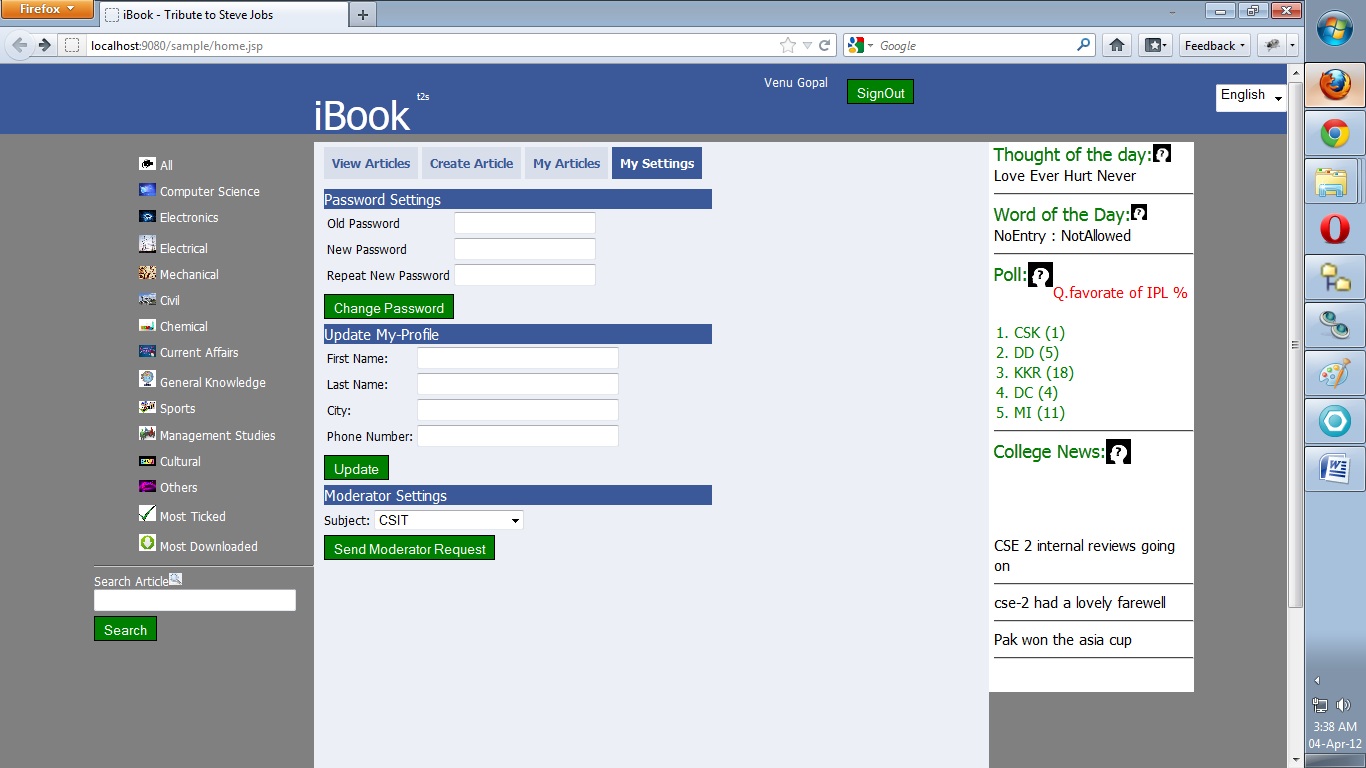 Firefox
iBook - Tribute to Steve Jobs
localhost:9080/sample/home.jsp
Google
Feedback
Venu Gopal
SignOut
English
iBook t2s
All
Computer Science
Electronics
Electrical
Mechanical
Civil
Chemical
Current Affairs
General Knowledge
Sports
Management Studies
Cultural
Others
Most Ticked
Most Downloaded
Search Article
Search
View Articles Create Article My Articles My Settings
Password Settings
Old Password
New Password
Repeat New Password
Change Password
Update My-Profile
First Name:
Last Name:
City:
Phone Number:
Update
Moderator Settings
Subject: CSIT
Send Moderator Request
Thought of the day:
Love Ever Hurt Never
Word of the Day:
NoEntry : NotAllowed
Poll:
Q.favorate of IPL %
1. CSK (1)
2. DD (5)
3. KKR (18)
4. DC (4)
5. MI (11)
College News:
CSE 2 internal reviews going
on
cse-2 had a lovely farewell
Pak won the asia cup
3:38 AM
04-Apr-12